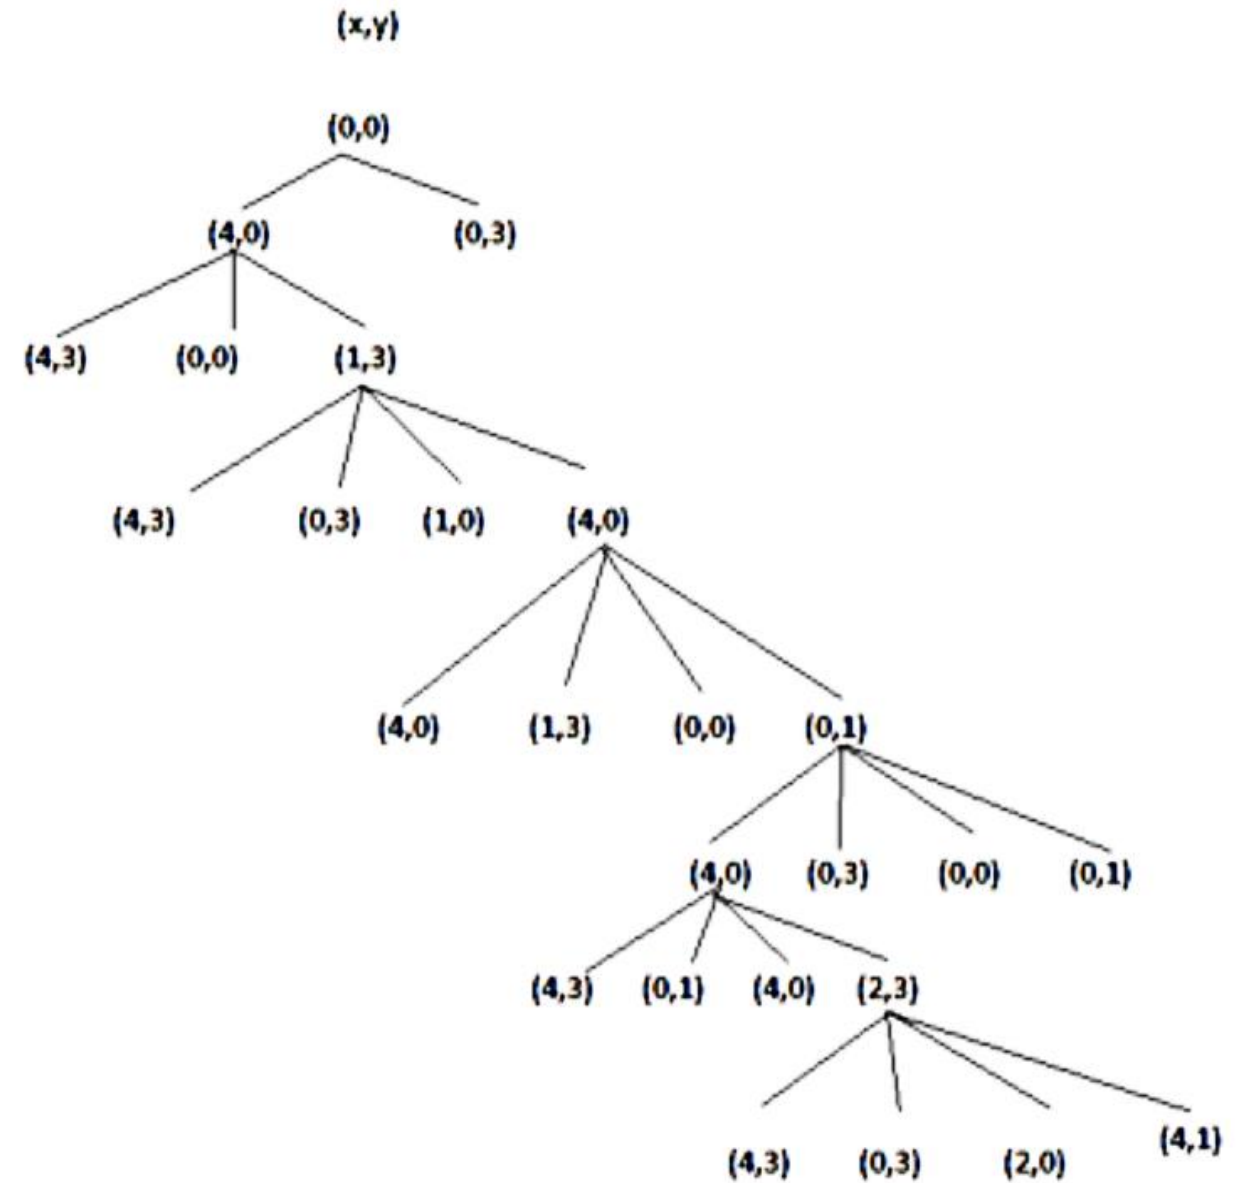 (x,y)
(0,0)
(4,0) (0,3)
(4,3) (0,0) (1,3)
(4,3) (0,3) (1,0) (4,0)
(4,0) (1,3) (0,0) (0,1)
(4,0) (0,3) (0,0) (0,1)
(4,3) (0,1) (4,0) (2,3)
(4,3) (0,3) (2,0) (4,1)